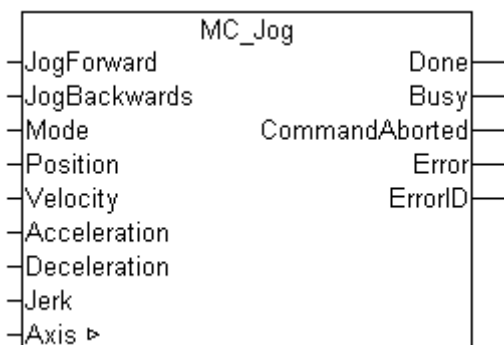 MC_Jog
JogForward Done
JogBackwards Busy
Mode CommandAborted
Position Error
Velocity ErrorID
Acceleration
Deceleration
Jerk
Axis ▹